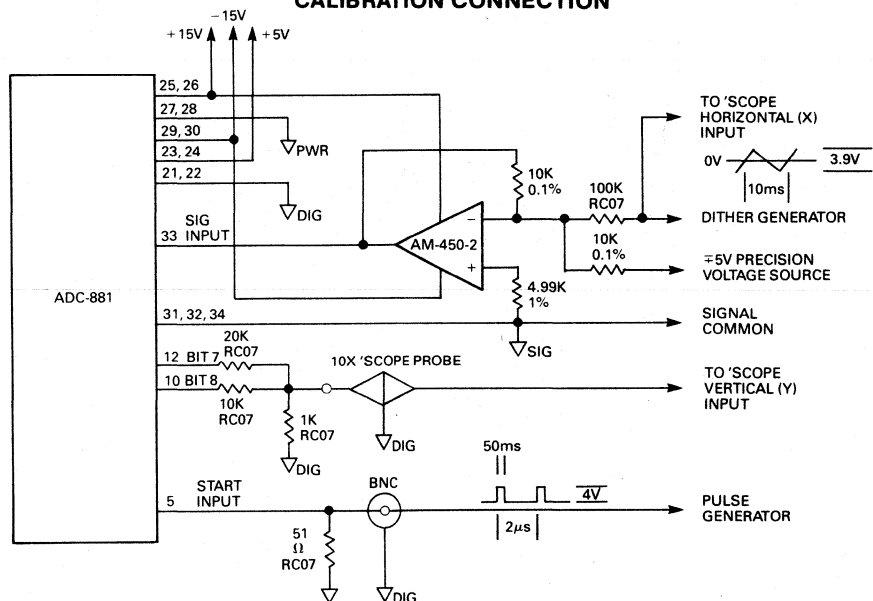 CALIBRATION CONNECTION
-15V
+15V
+5V
25, 26
27, 28
PWR
29, 30
23, 24
21, 22
DIG
SIG
INPUT
33
ADC-881
AM-450-2
-
+
10K
0.1%
100K
RC07
10K
0.1%
4.99K
1%
TO 'SCOPE
HORIZONTAL (X)
INPUT
0V
3.9V
10ms
DITHER GENERATOR
∓5V PRECISION
VOLTAGE SOURCE
31, 32, 34
SIGNAL
COMMON
SIG
20K
RC07
12 BIT 7
10 BIT 8
10K
RC07
1K
RC07
DIG
10X 'SCOPE PROBE
DIG
TO 'SCOPE
VERTICAL (Y)
INPUT
START
INPUT
5
51
Ω
RC07
BNC
DIG
50ms
4V
2µs
PULSE
GENERATOR